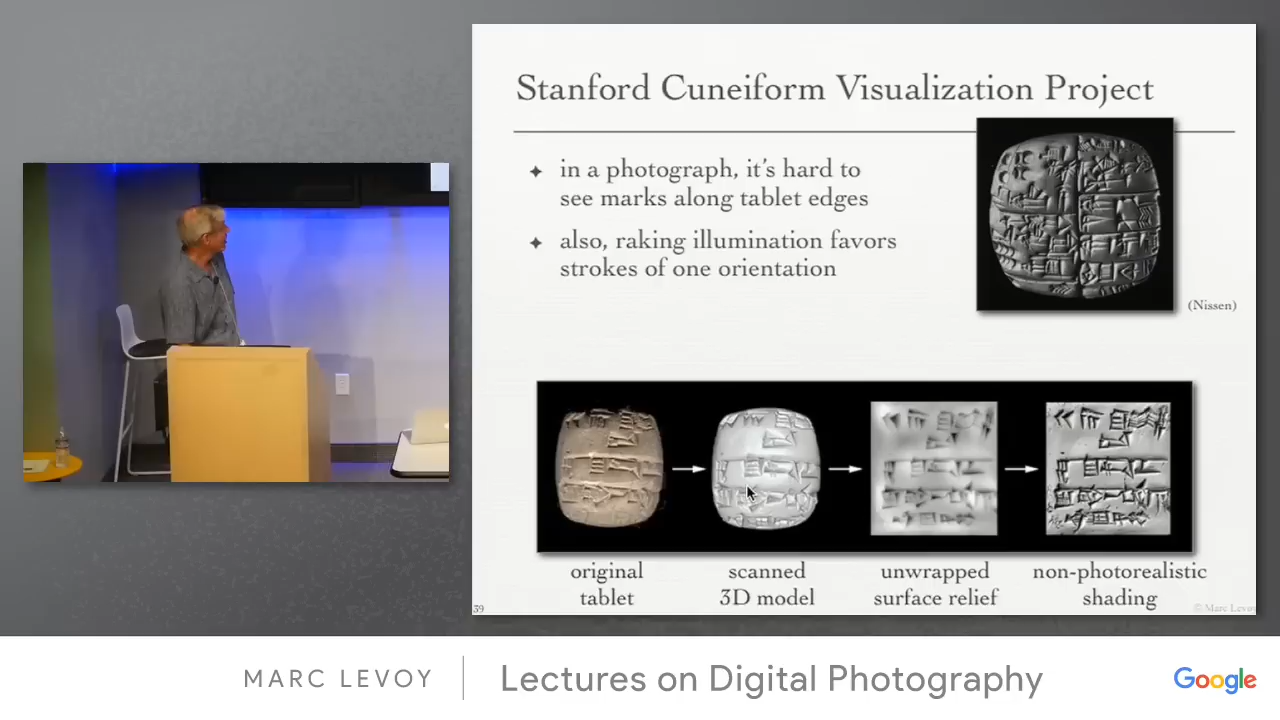 Stanford Cuneiform Visualization Project
✦ in a photograph, it's hard to
see marks along tablet edges
✦ also, raking illumination favors
strokes of one orientation
(Nissen)
original
tablet
scanned
3D model
unwrapped
surface relief
non-photorealistic
shading
39
© Marc Levoy
MARC LEVOY
Lectures on Digital Photography
Google